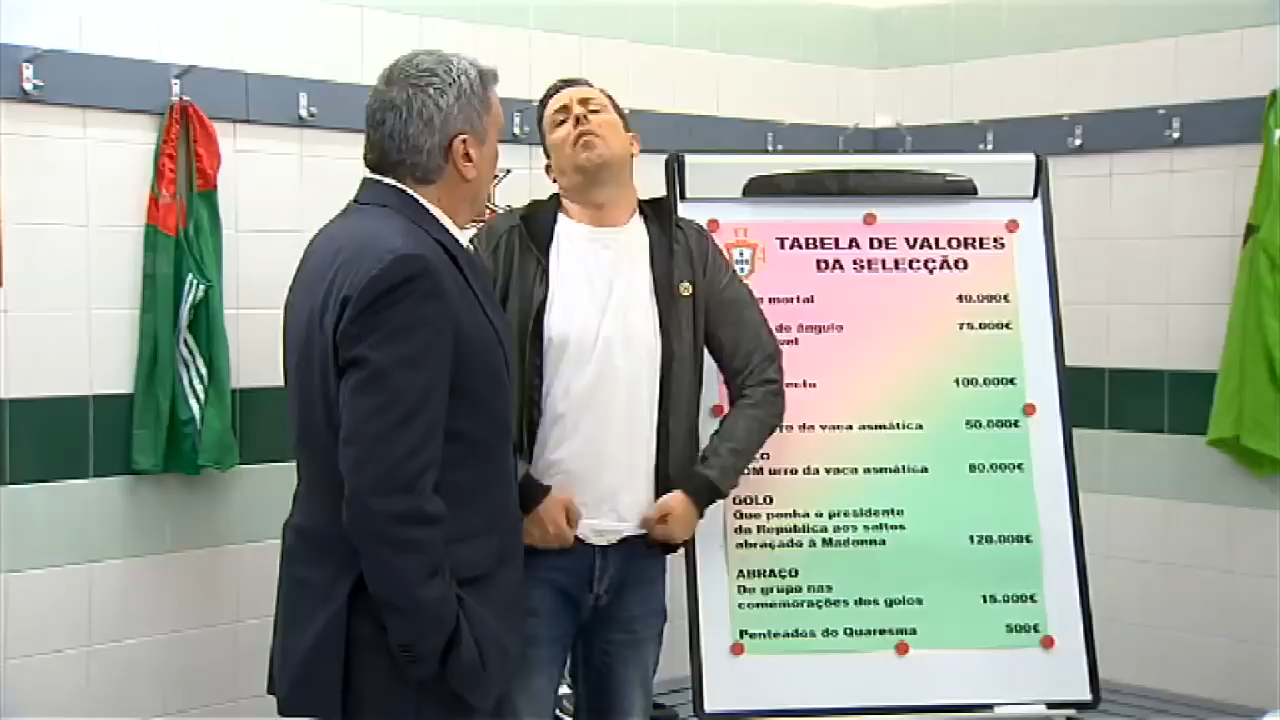 TABELA DE VALORES
DA SELECÇÃO
mortal 40.000€
de ângulo 75.000€
100.000€
da vaca asmática 50.000€
urro da vaca asmática 80.000€
GOLO
Que ponha o presidente
da República aos saltos
abraçado à Madonna 120.000€
ABRAÇO
De grupo nas
comemorações dos golos 15.000€
Penteados do Quaresma 500€